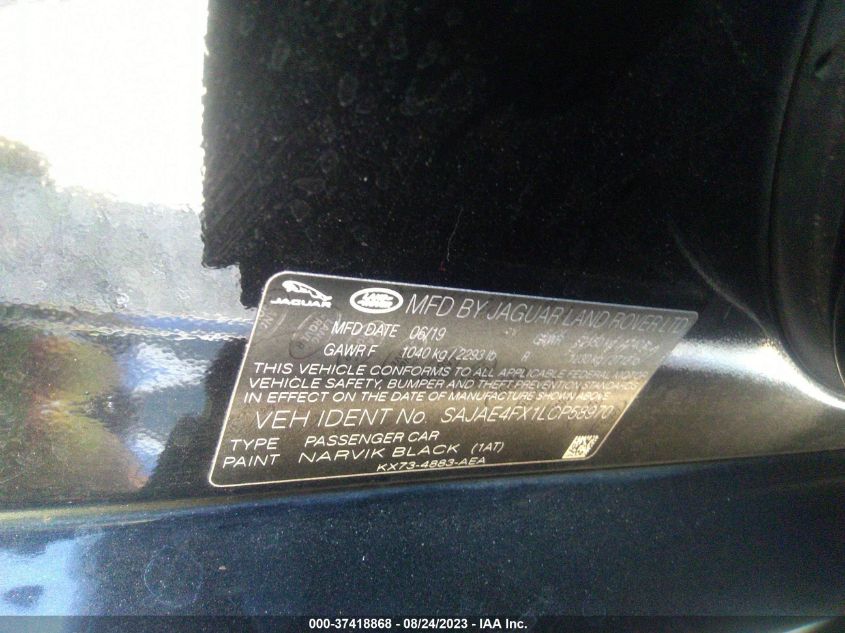 JAGUAR LAND ROVER MFD BY JAGUAR LAND ROVER LTD
MFD DATE 06/19
GAWR F 1040 kg / 2293 lb R
THIS VEHICLE CONFORMS TO ALL APPLICABLE FEDERAL MOTOR
VEHICLE SAFETY, BUMPER AND THEFT PREVENTION STANDARDS
IN EFFECT ON THE DATE OF MANUFACTURE SHOWN ABOVE
VEH IDENT No. SAJAE4FX1LCP58970
TYPE PASSENGER CAR
PAINT NARVIK BLACK (1AT)
KX73-4883-AEA
000-37418868 - 08/24/2023 - IAA Inc.